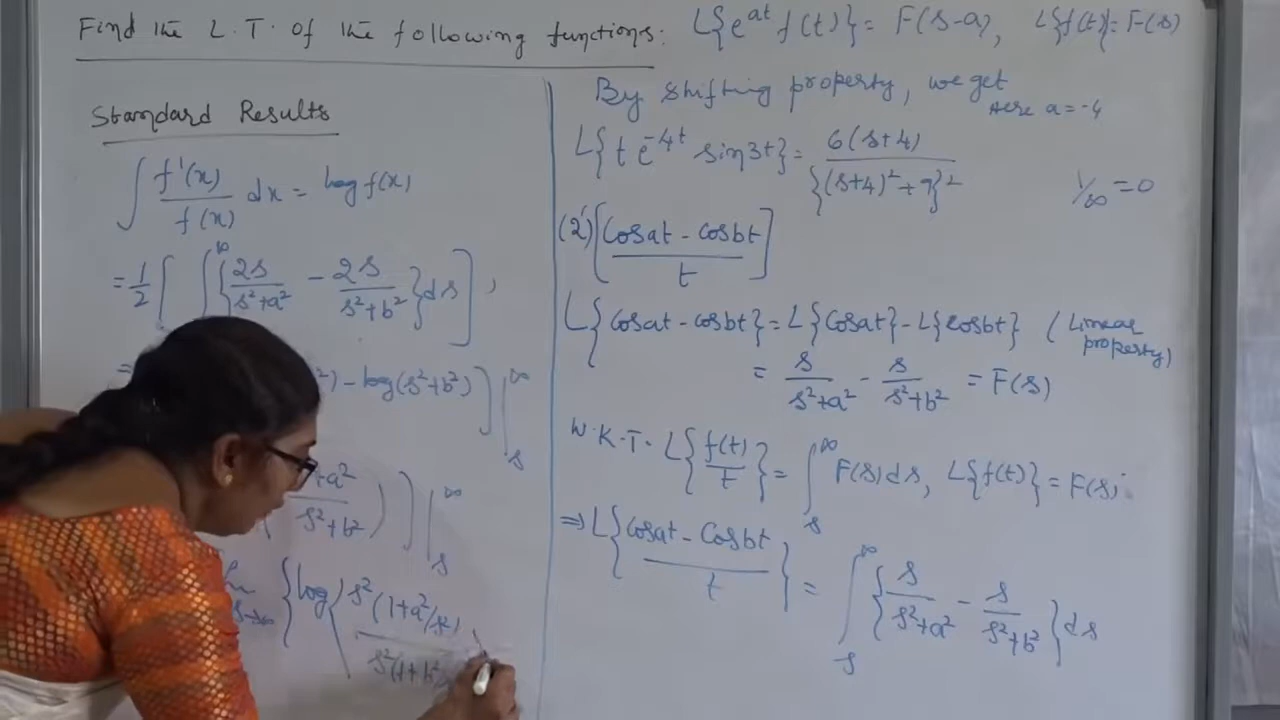 Find the L.T. Of the following functions:
L{e^{at} f(t)} = F(s-a), L{f(t)} = F(s)
Standard Results
∫ f'(x)/f(x) dx = log f(x)
= 1/2 [ ∫^∞ { 2s/(s²+a²) - 2s/(s²+b²) } ds ] ,
²) - log(s²+b²) ] |_s^∞
+a²/(s²+b²) ) ] |_s^∞
{ log ( s²(1+a²/s²) / s²(1+b²
By shifting property, we get
Here a = -4
L{t e^{-4t} sin3t} = 6(s+4) / {(s+4)² + 9}²
1/∞ = 0
(2) [ (Cosat - Cosbt) / t ]
L{ Cosat - cosbt } = L{Cosat} - L{Cosbt} (Linear property)
= s/(s²+a²) - s/(s²+b²) = F(s)
W.K.T. L{ f(t)/t } = ∫_s^∞ F(s) ds, L{f(t)} = F(s)
⇒ L{ (Cosat - Cosbt) / t } = ∫_s^∞ { s/(s²+a²) - s/(s²+b²) } ds